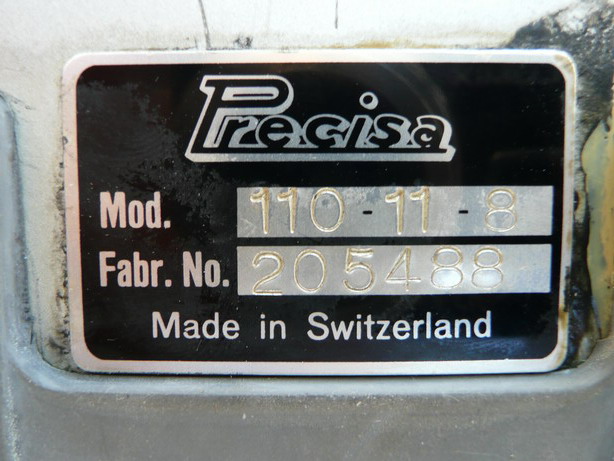 Precisa
Mod. 110-11-8
Fabr. No. 205488
Made in Switzerland